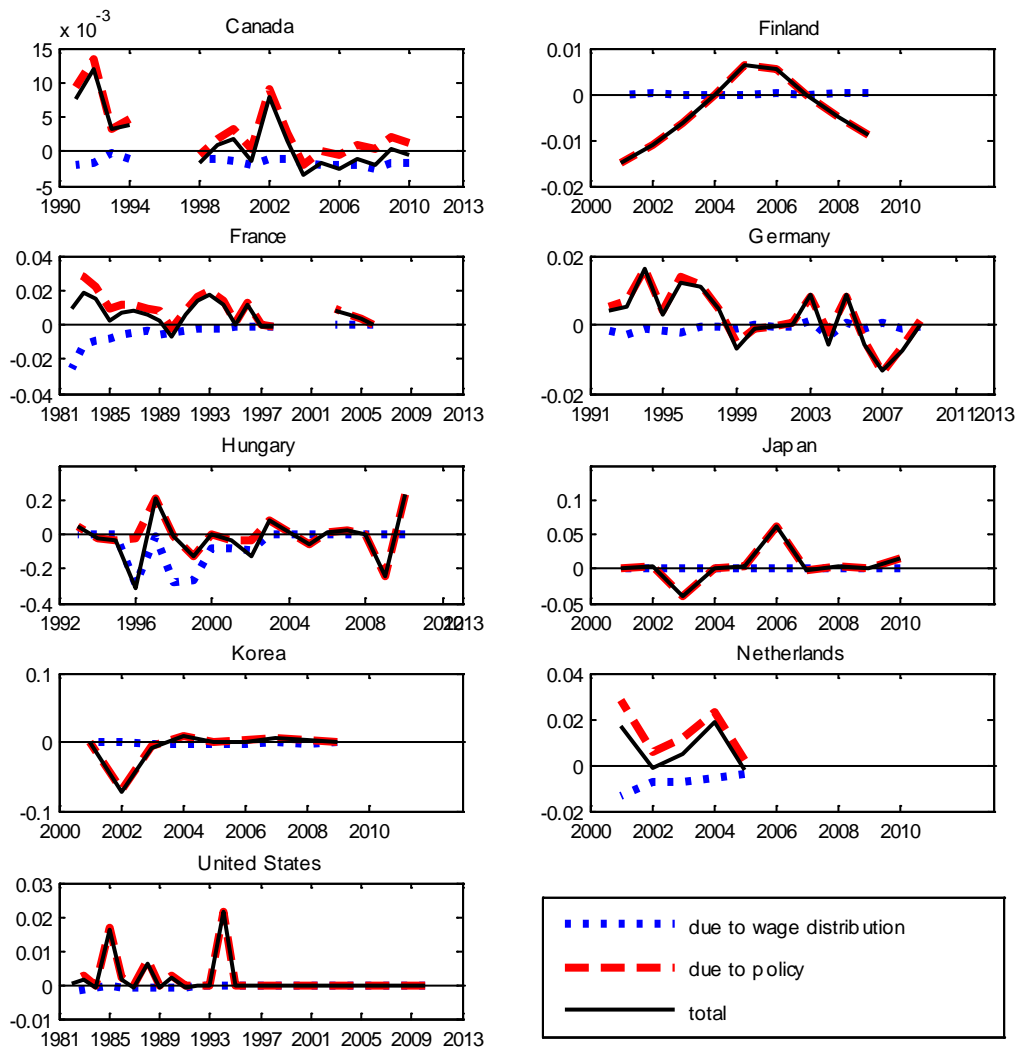 x 10⁻³
Canada
15
10
5
0
-5
1990 1994 1998 2002 2006 2010 2013
Finland
0.01
0
-0.01
-0.02
2000 2002 2004 2006 2008 2010
France
0.04
0.02
0
-0.02
-0.04
1981 1985 1989 1993 1997 2001 2005 2009 2013
Germany
0.02
0
-0.02
1991 1995 1999 2003 2007 2011 2013
Hungary
0.2
0
-0.2
-0.4
1992 1996 2000 2004 2008 2012 2013
Japan
0.1
0.05
0
-0.05
2000 2002 2004 2006 2008 2010
Korea
0.1
0
-0.1
2000 2002 2004 2006 2008 2010
Netherlands
0.04
0.02
0
-0.02
2000 2002 2004 2006 2008 2010
United States
0.03
0.02
0.01
0
-0.01
1981 1985 1989 1993 1997 2001 2005 2009 2013
due to wage distribution
due to policy
total